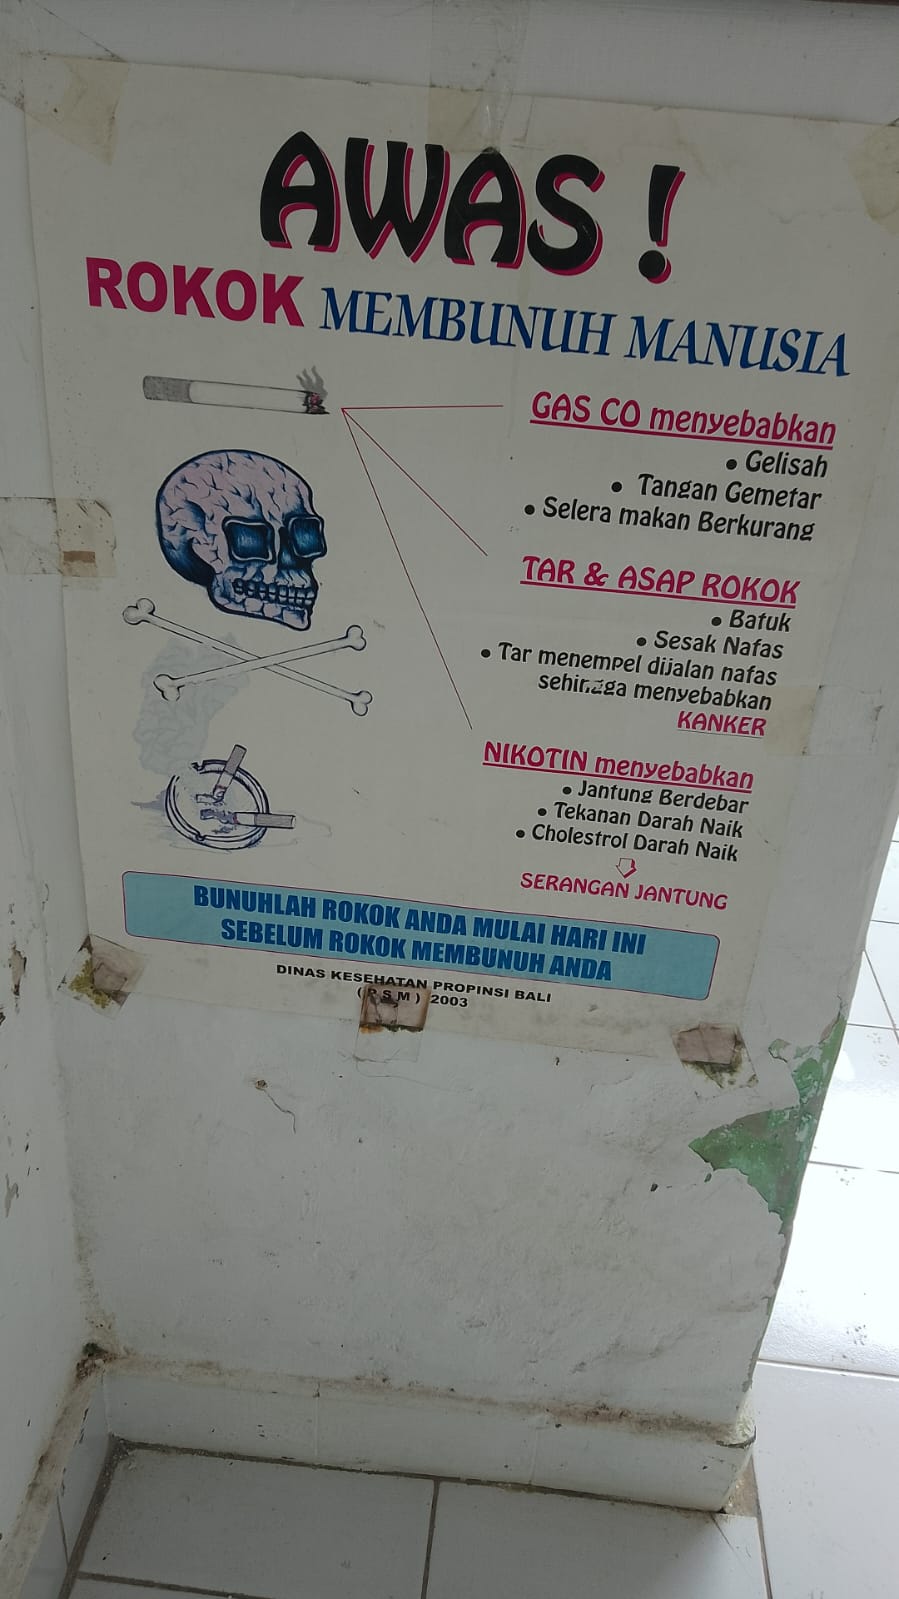 AWAS !
ROKOK MEMBUNUH MANUSIA
GAS CO menyebabkan
• Gelisah
• Tangan Gemetar
• Selera makan Berkurang
TAR & ASAP ROKOK
• Batuk
• Sesak Nafas
• Tar menempel dijalan nafas
sehingga menyebabkan
KANKER
NIKOTIN menyebabkan
• Jantung Berdebar
• Tekanan Darah Naik
• Cholestrol Darah Naik
SERANGAN JANTUNG
BUNUHLAH ROKOK ANDA MULAI HARI INI
SEBELUM ROKOK MEMBUNUH ANDA
DINAS KESEHATAN PROPINSI BALI
( P S M ) 2003